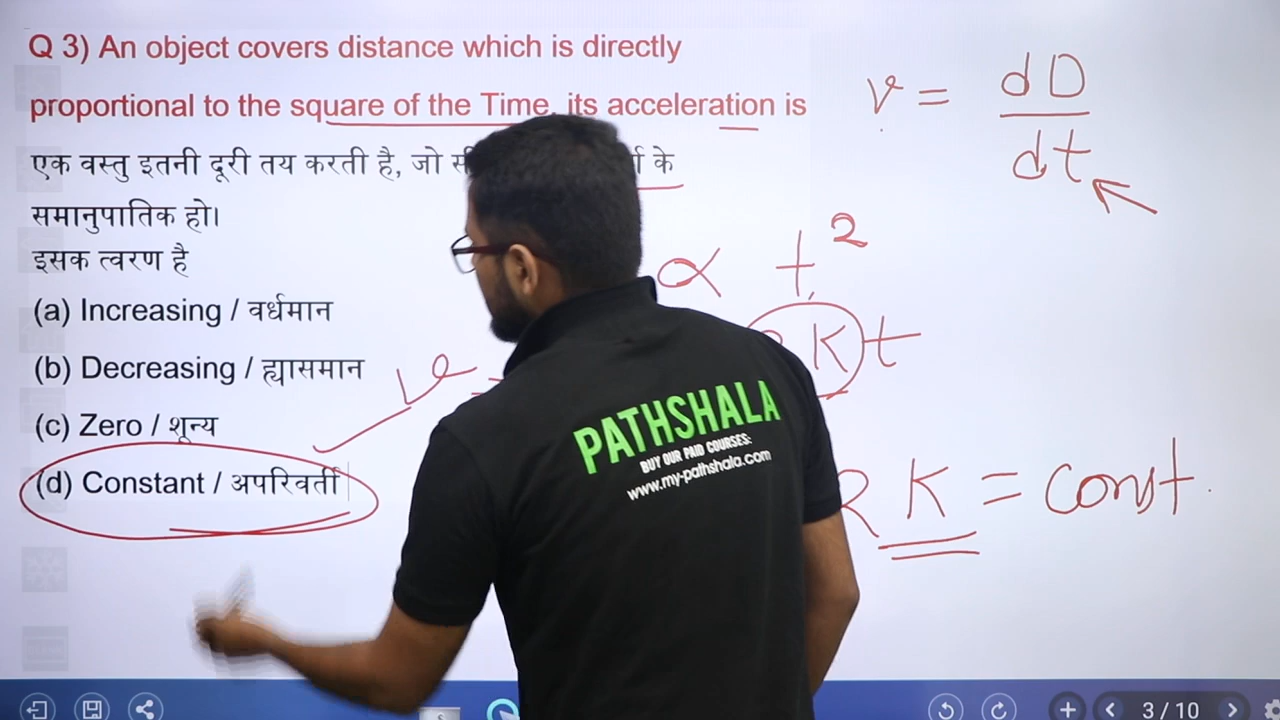 Q 3) An object covers distance which is directly
proportional to the square of the Time, its acceleration is
एक वस्तु इतनी दूरी तय करती है, जो के
समानुपातिक हो।
इसक त्वरण है
(a) Increasing / वर्धमान
(b) Decreasing / ह्यासमान
(c) Zero / शून्य
(d) Constant / अपरिवर्ती
v = dD
dt
α t²
K t
v =
2 K = const.
PATHSHALA
BUY OUR PAID COURSES:
www.my-pathshala.com
3 / 10